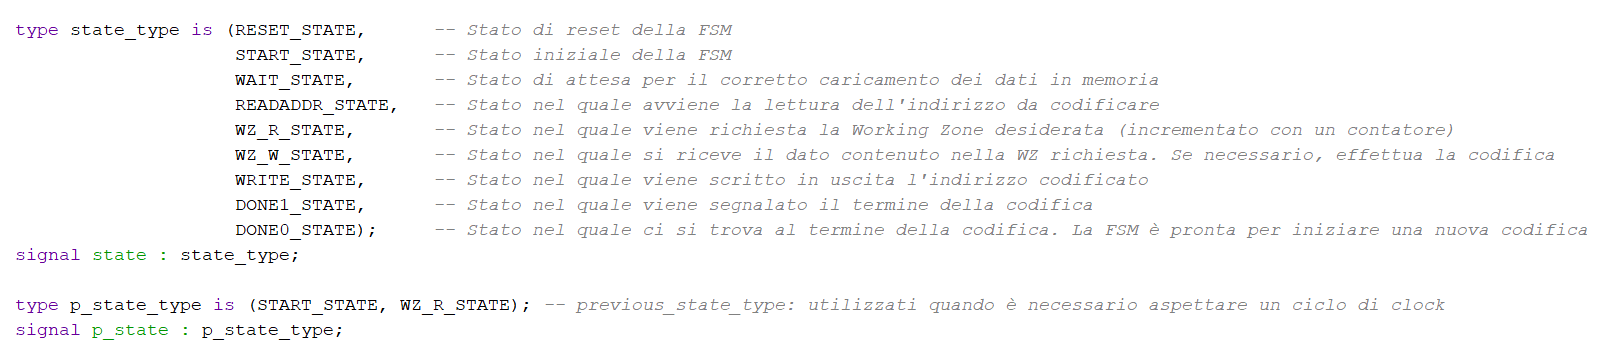 type state_type is (RESET_STATE, -- Stato di reset della FSM
START_STATE, -- Stato iniziale della FSM
WAIT_STATE, -- Stato di attesa per il corretto caricamento dei dati in memoria
READADDR_STATE, -- Stato nel quale avviene la lettura dell'indirizzo da codificare
WZ_R_STATE, -- Stato nel quale viene richiesta la Working Zone desiderata (incrementato con un contatore)
WZ_W_STATE, -- Stato nel quale si riceve il dato contenuto nella WZ richiesta. Se necessario, effettua la codifica
WRITE_STATE, -- Stato nel quale viene scritto in uscita l'indirizzo codificato
DONE1_STATE, -- Stato nel quale viene segnalato il termine della codifica
DONE0_STATE); -- Stato nel quale ci si trova al termine della codifica. La FSM è pronta per iniziare una nuova codifica
signal state : state_type;
type p_state_type is (START_STATE, WZ_R_STATE); -- previous_state_type: utilizzati quando è necessario aspettare un ciclo di clock
signal p_state : p_state_type;